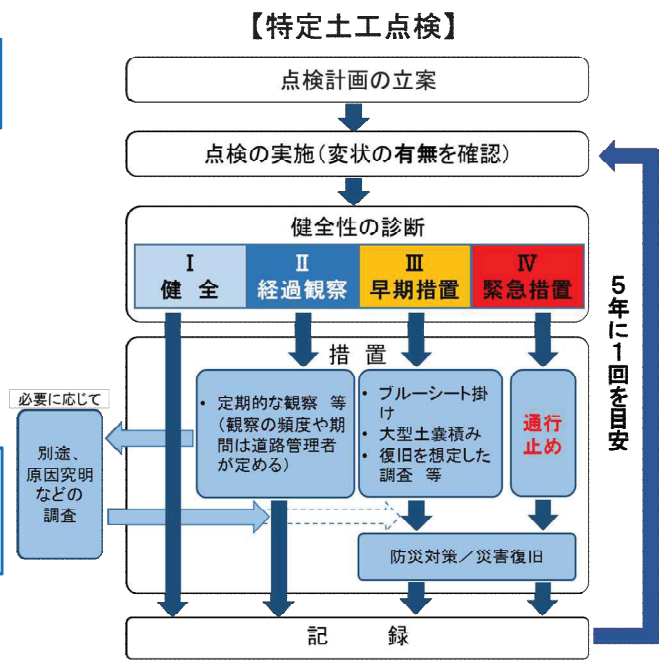 【特定土工点検】
点検計画の立案
点検の実施(変状の有無を確認)
健全性の診断
Ⅰ
健 全
Ⅱ
経過観察
Ⅲ
早期措置
Ⅳ
緊急措置
措 置
・ 定期的な観察 等
(観察の頻度や期
間は道路管理者
が定める)
・ ブルーシート掛
け
・ 大型土嚢積み
・ 復旧を想定した
調査 等
通行
止め
必要に応じて
別途、
原因究明
などの
調査
防災対策/災害復旧
記 録
5年に1回を目安